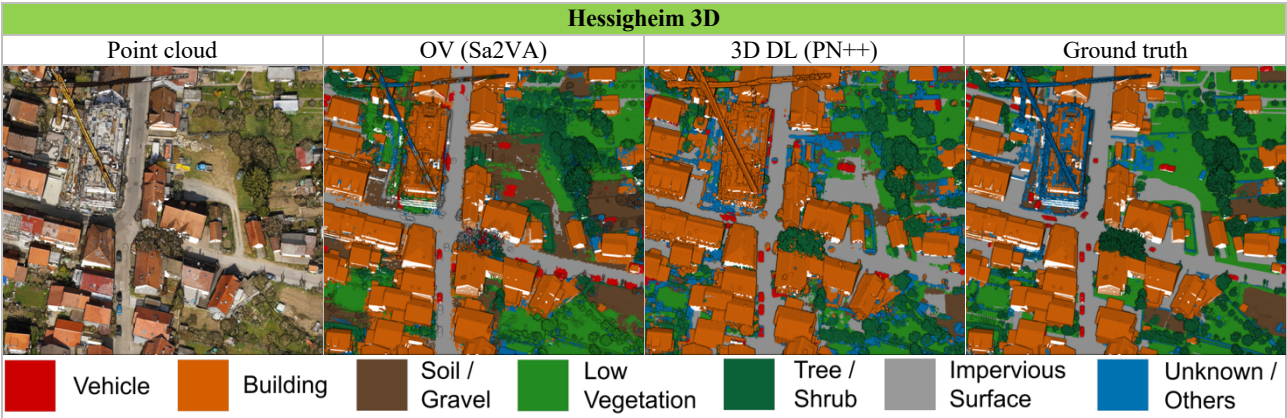 Hessigheim 3D
Point cloud
OV (Sa2VA)
3D DL (PN++)
Ground truth
Vehicle
Building
Soil /
Gravel
Low
Vegetation
Tree /
Shrub
Impervious
Surface
Unknown /
Others